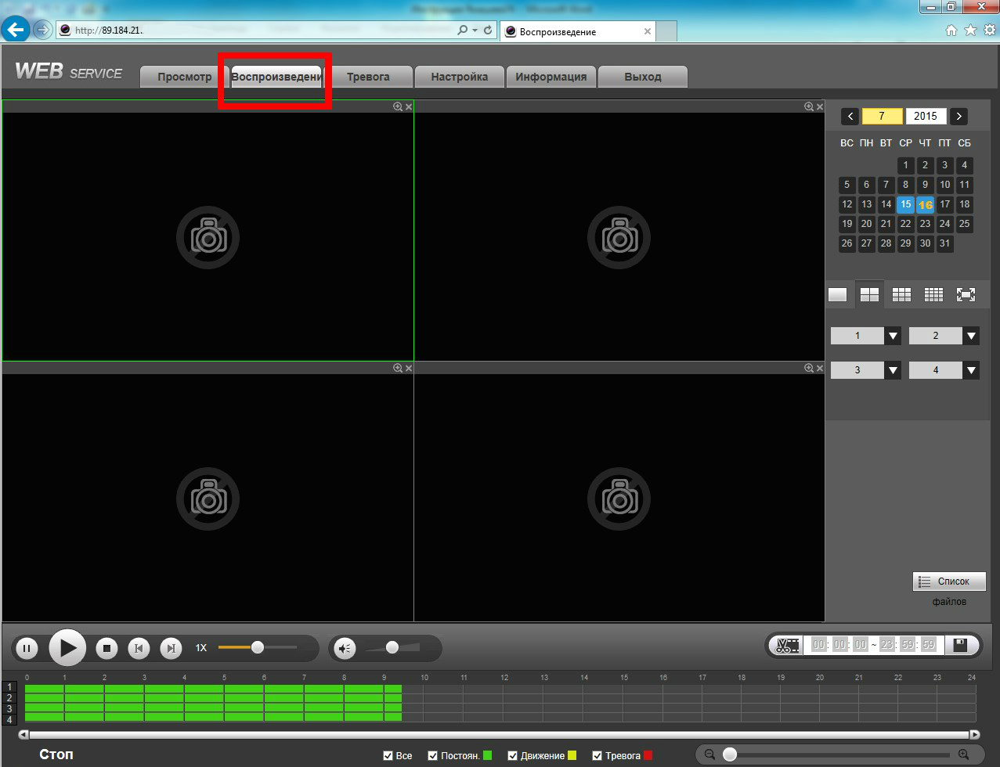 http://89.184.21.
Воспроизведение
WEB SERVICE
Просмотр
Воспроизведени
Тревога
Настройка
Информация
Выход
7 2015
ВС ПН ВТ СР ЧТ ПТ СБ
1 2 3 4
5 6 7 8 9 10 11
12 13 14 15 16 17 18
19 20 21 22 23 24 25
26 27 28 29 30 31
1 2
3 4
Список
файлов
1X
00 : 00 : 00 ~ 23 : 59 : 59
0 1 2 3 4 5 6 7 8 9 10 11 12 13 14 15 16 17 18 19 20 21 22 23 24
1
2
3
4
Стоп
Все
Постоян.
Движение
Тревога